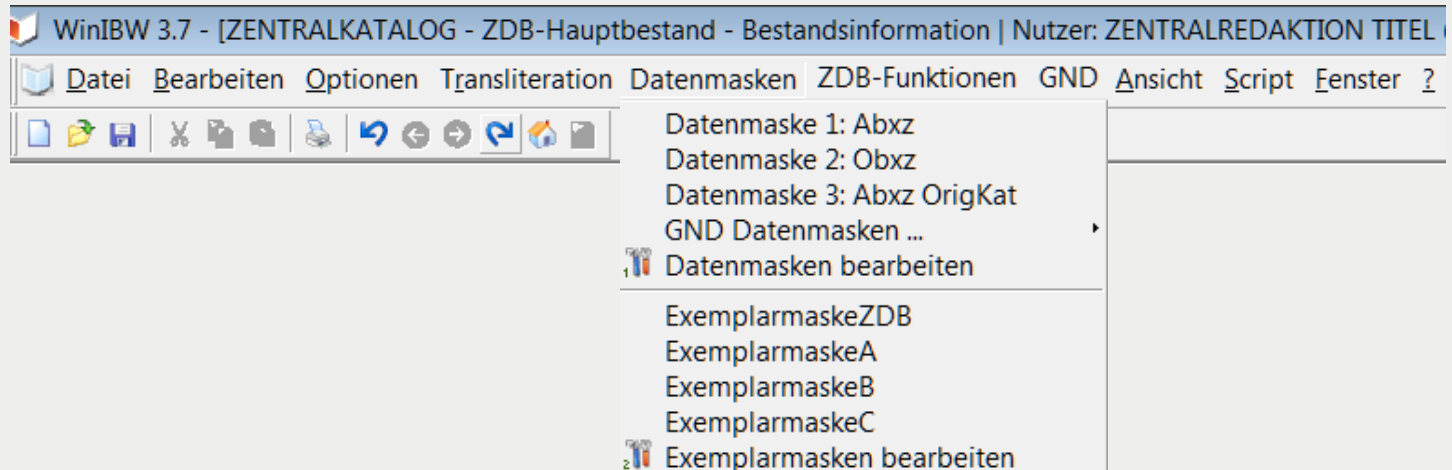 WinIBW 3.7 - [ZENTRALKATALOG - ZDB-Hauptbestand - Bestandsinformation | Nutzer: ZENTRALREDAKTION TITEL (
Datei Bearbeiten Optionen Transliteration Datenmasken ZDB-Funktionen GND Ansicht Script Fenster ?
Datenmaske 1: Abxz
Datenmaske 2: Obxz
Datenmaske 3: Abxz OrigKat
GND Datenmasken ...
1 Datenmasken bearbeiten
ExemplarmaskeZDB
ExemplarmaskeA
ExemplarmaskeB
ExemplarmaskeC
2 Exemplarmasken bearbeiten